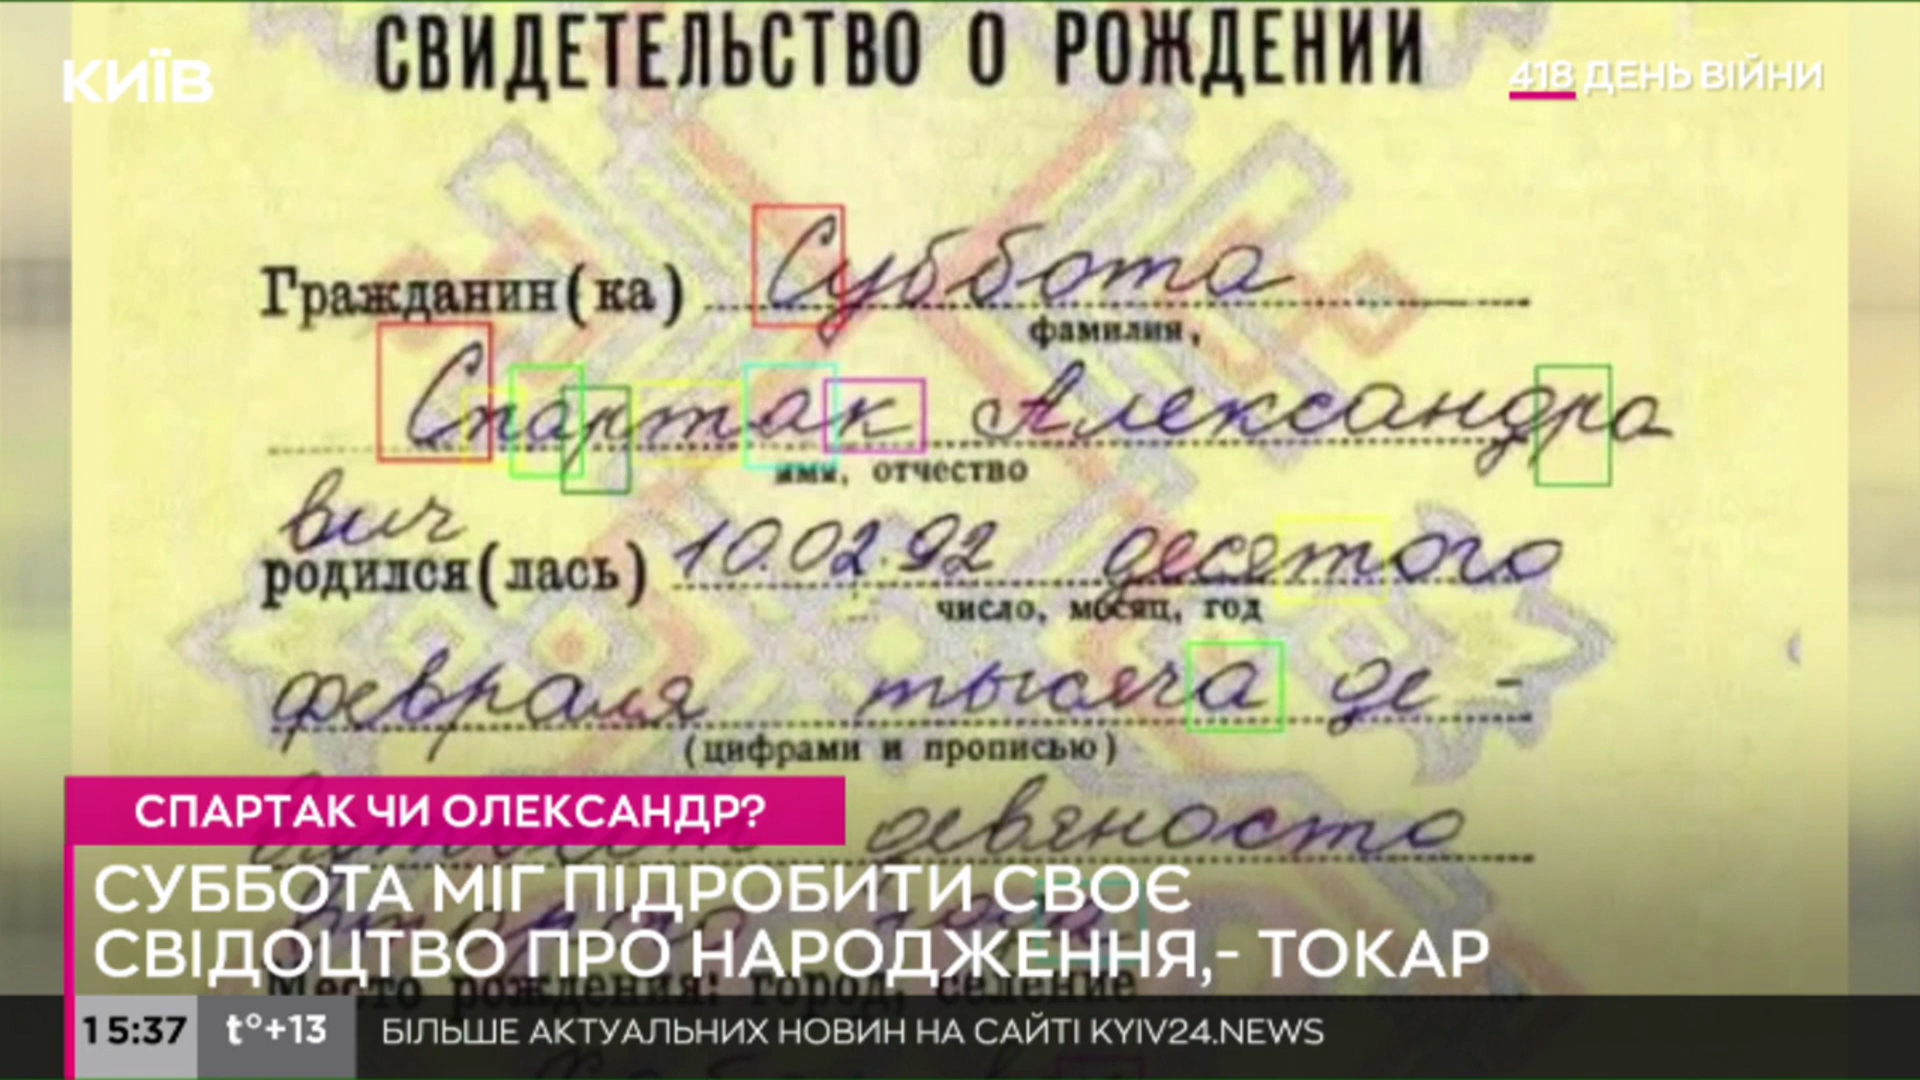 СВИДЕТЕЛЬСТВО О РОЖДЕНИИ
КИЇВ
418 ДЕНЬ ВІЙНИ
Гражданин(ка) Суббота
фамилия,
Спартак Александро
имя, отчество
вич
родился(лась) 10.02.92 десятого
число, месяц, год
февраля тысяча де-
(цифрами и прописью)
девяносто
СПАРТАК ЧИ ОЛЕКСАНДР?
СУББОТА МІГ ПІДРОБИТИ СВОЄ
СВІДОЦТВО ПРО НАРОДЖЕННЯ,- ТОКАР
Место рождения: город, селение
15:37 t°+13 БІЛЬШЕ АКТУАЛЬНИХ НОВИН НА САЙТІ KYIV24.NEWS